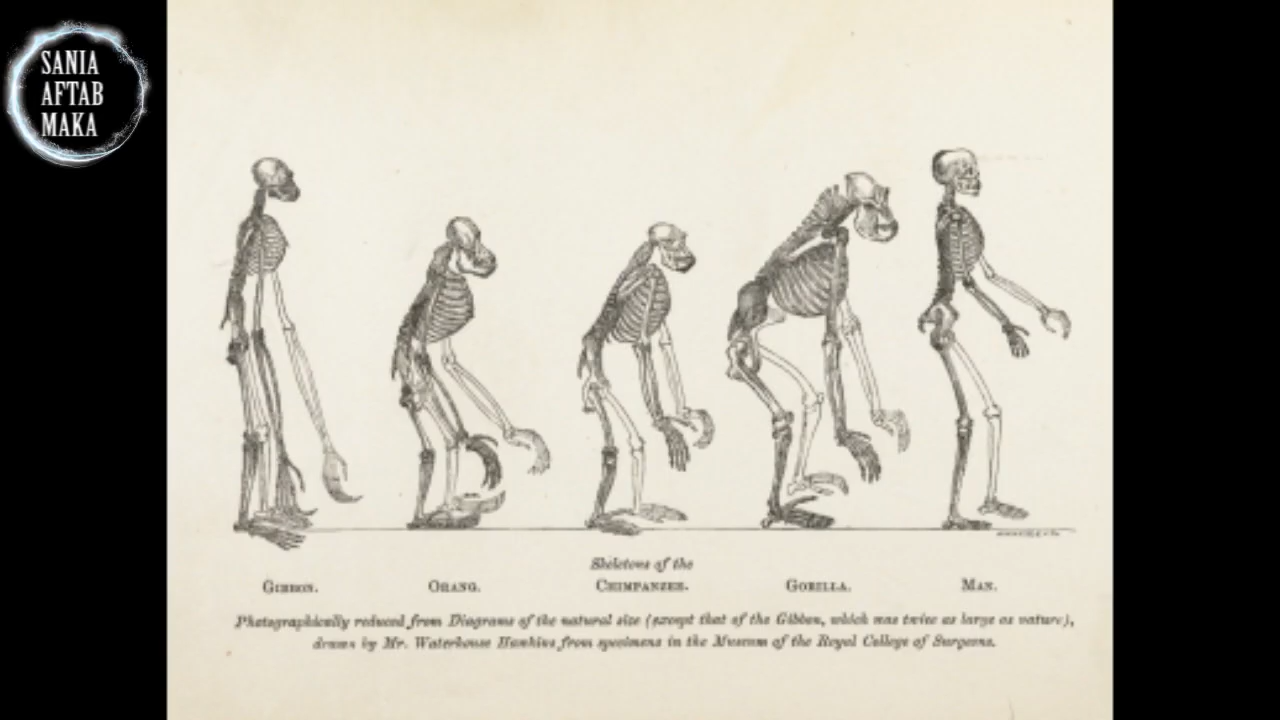 SANIA
AFTAB
MAKA
Skeletons of the
GIBBON. ORANG. CHIMPANZEE. GORILLA. MAN.
Photographically reduced from Diagrams of the natural size (except that of the Gibbon, which was twice as large as nature),
drawn by Mr. Waterhouse Hawkins from specimens in the Museum of the Royal College of Surgeons.